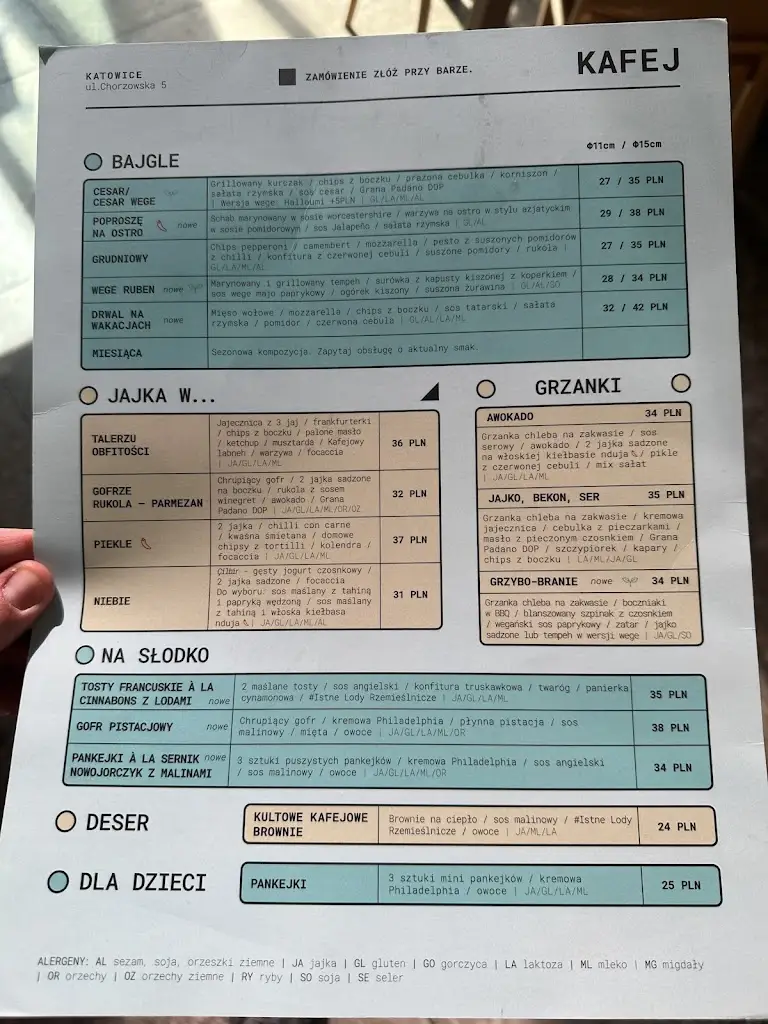 KATOWICE
ul.Chorzowska 5
ZAMÓWIENIE ZŁÓŻ PRZY BARZE.
KAFEJ
BAJGLE
Φ11cm / Φ15cm
CESAR/
CESAR WEGE
Grillowany kurczak / chips z boczku / prażona cebulka / korniszon /
sałata rzymska / sos cesar / Grana Padano DOP
| Wersja wege: Halloumi +5PLN | GL/LA/ML/AL
27 / 35 PLN
POPROSZĘ
NA OSTRO nowe
Schab marynowany w sosie worcestershire / warzywa na ostro w stylu azjatyckim
w sosie pomidorowym / sos Jalapeño / sałata rzymska | GL/AL
29 / 38 PLN
GRUDNIOWY
Chips pepperoni / camembert / mozzarella / pesto z suszonych pomidorów
z chilli / konfitura z czerwonej cebuli / suszone pomidory / rukola |
GL/LA/ML/AL
27 / 35 PLN
WEGE RUBEN nowe
Marynowany i grillowany tempeh / surówka z kapusty kiszonej z koperkiem /
sos wege majo paprykowy / ogórek kiszony / suszona żurawina | GL/AL/SO
28 / 34 PLN
DRWAL NA
WAKACJACH nowe
Mięso wołowe / mozzarella / chips z boczku / sos tatarski / sałata
rzymska / pomidor / czerwona cebula | GL/AL/LA/ML
32 / 42 PLN
MIESIĄCA
Sezonowa kompozycja. Zapytaj obsługę o aktualny smak.
JAJKA W...
TALERZU
OBFITOŚCI
Jajecznica z 3 jaj / frankfurterki
/ chips z boczku / palone masło
/ ketchup / musztarda / Kafejowy
labneh / warzywa / focaccia
| JA/GL/LA/ML
36 PLN
GOFRZE
RUKOLA – PARMEZAN
Chrupiący gofr / 2 jajka sadzone
na boczku / rukola z sosem
winegret / awokado / Grana
Padano DOP | JA/GL/LA/ML/OR/OZ
32 PLN
PIEKLE
2 jajka / chilli con carne
/ kwaśna śmietana / domowe
chipsy z tortilli / kolendra /
focaccia | JA/GL/LA/ML
37 PLN
NIEBIE
Çilbir - gęsty jogurt czosnkowy /
2 jajka sadzone / focaccia
Do wyboru: sos maślany z tahiną
i papryką wędzoną / sos maślany
z tahiną i włoska kiełbasa
nduja | JA/GL/LA/ML/AL
31 PLN
GRZANKI
AWOKADO 34 PLN
Grzanka chleba na zakwasie / sos
serowy / awokado / 2 jajka sadzone
na włoskiej kiełbasie nduja / pikle
z czerwonej cebuli / mix sałat
| JA/GL/LA/ML
JAJKO, BEKON, SER 35 PLN
Grzanka chleba na zakwasie / kremowa
jajecznica / cebulka z pieczarkami /
masło z pieczonym czosnkiem / Grana
Padano DOP / szczypiorek / kapary /
chips z boczku | LA/ML/JA/GL
GRZYBO-BRANIE nowe 34 PLN
Grzanka chleba na zakwasie / boczniaki
w BBQ / blanszowany szpinak z czosnkiem
/ wegański sos paprykowy / zatar / jajko
sadzone lub tempeh w wersji wege | JA/GL/SO
NA SŁODKO
TOSTY FRANCUSKIE À LA
CINNABONS Z LODAMI nowe
2 maślane tosty / sos angielski / konfitura truskawkowa / twaróg / panierka
cynamonowa / #Istne Lody Rzemieślnicze | JA/GL/LA/ML
35 PLN
GOFR PISTACJOWY nowe
Chrupiący gofr / kremowa Philadelphia / płynna pistacja / sos
malinowy / mięta / owoce | JA/GL/LA/ML/OR
38 PLN
PANKEJKI À LA SERNIK nowe
NOWOJORCZYK Z MALINAMI
3 sztuki puszystych pankejków / kremowa Philadelphia / sos angielski
/ sos malinowy / owoce | JA/GL/LA/ML/OR
34 PLN
DESER
KULTOWE KAFEJOWE
BROWNIE
Brownie na ciepło / sos malinowy / #Istne Lody
Rzemieślnicze / owoce | JA/ML/LA
24 PLN
DLA DZIECI
PANKEJKI
3 sztuki mini pankejków / kremowa
Philadelphia / owoce | JA/GL/LA/ML
25 PLN
ALERGENY: AL sezam, soja, orzeszki ziemne | JA jajka | GL gluten | GO gorczyca | LA laktoza | ML mleko | MG migdały
| OR orzechy | OZ orzechy ziemne | RY ryby | SO soja | SE seler